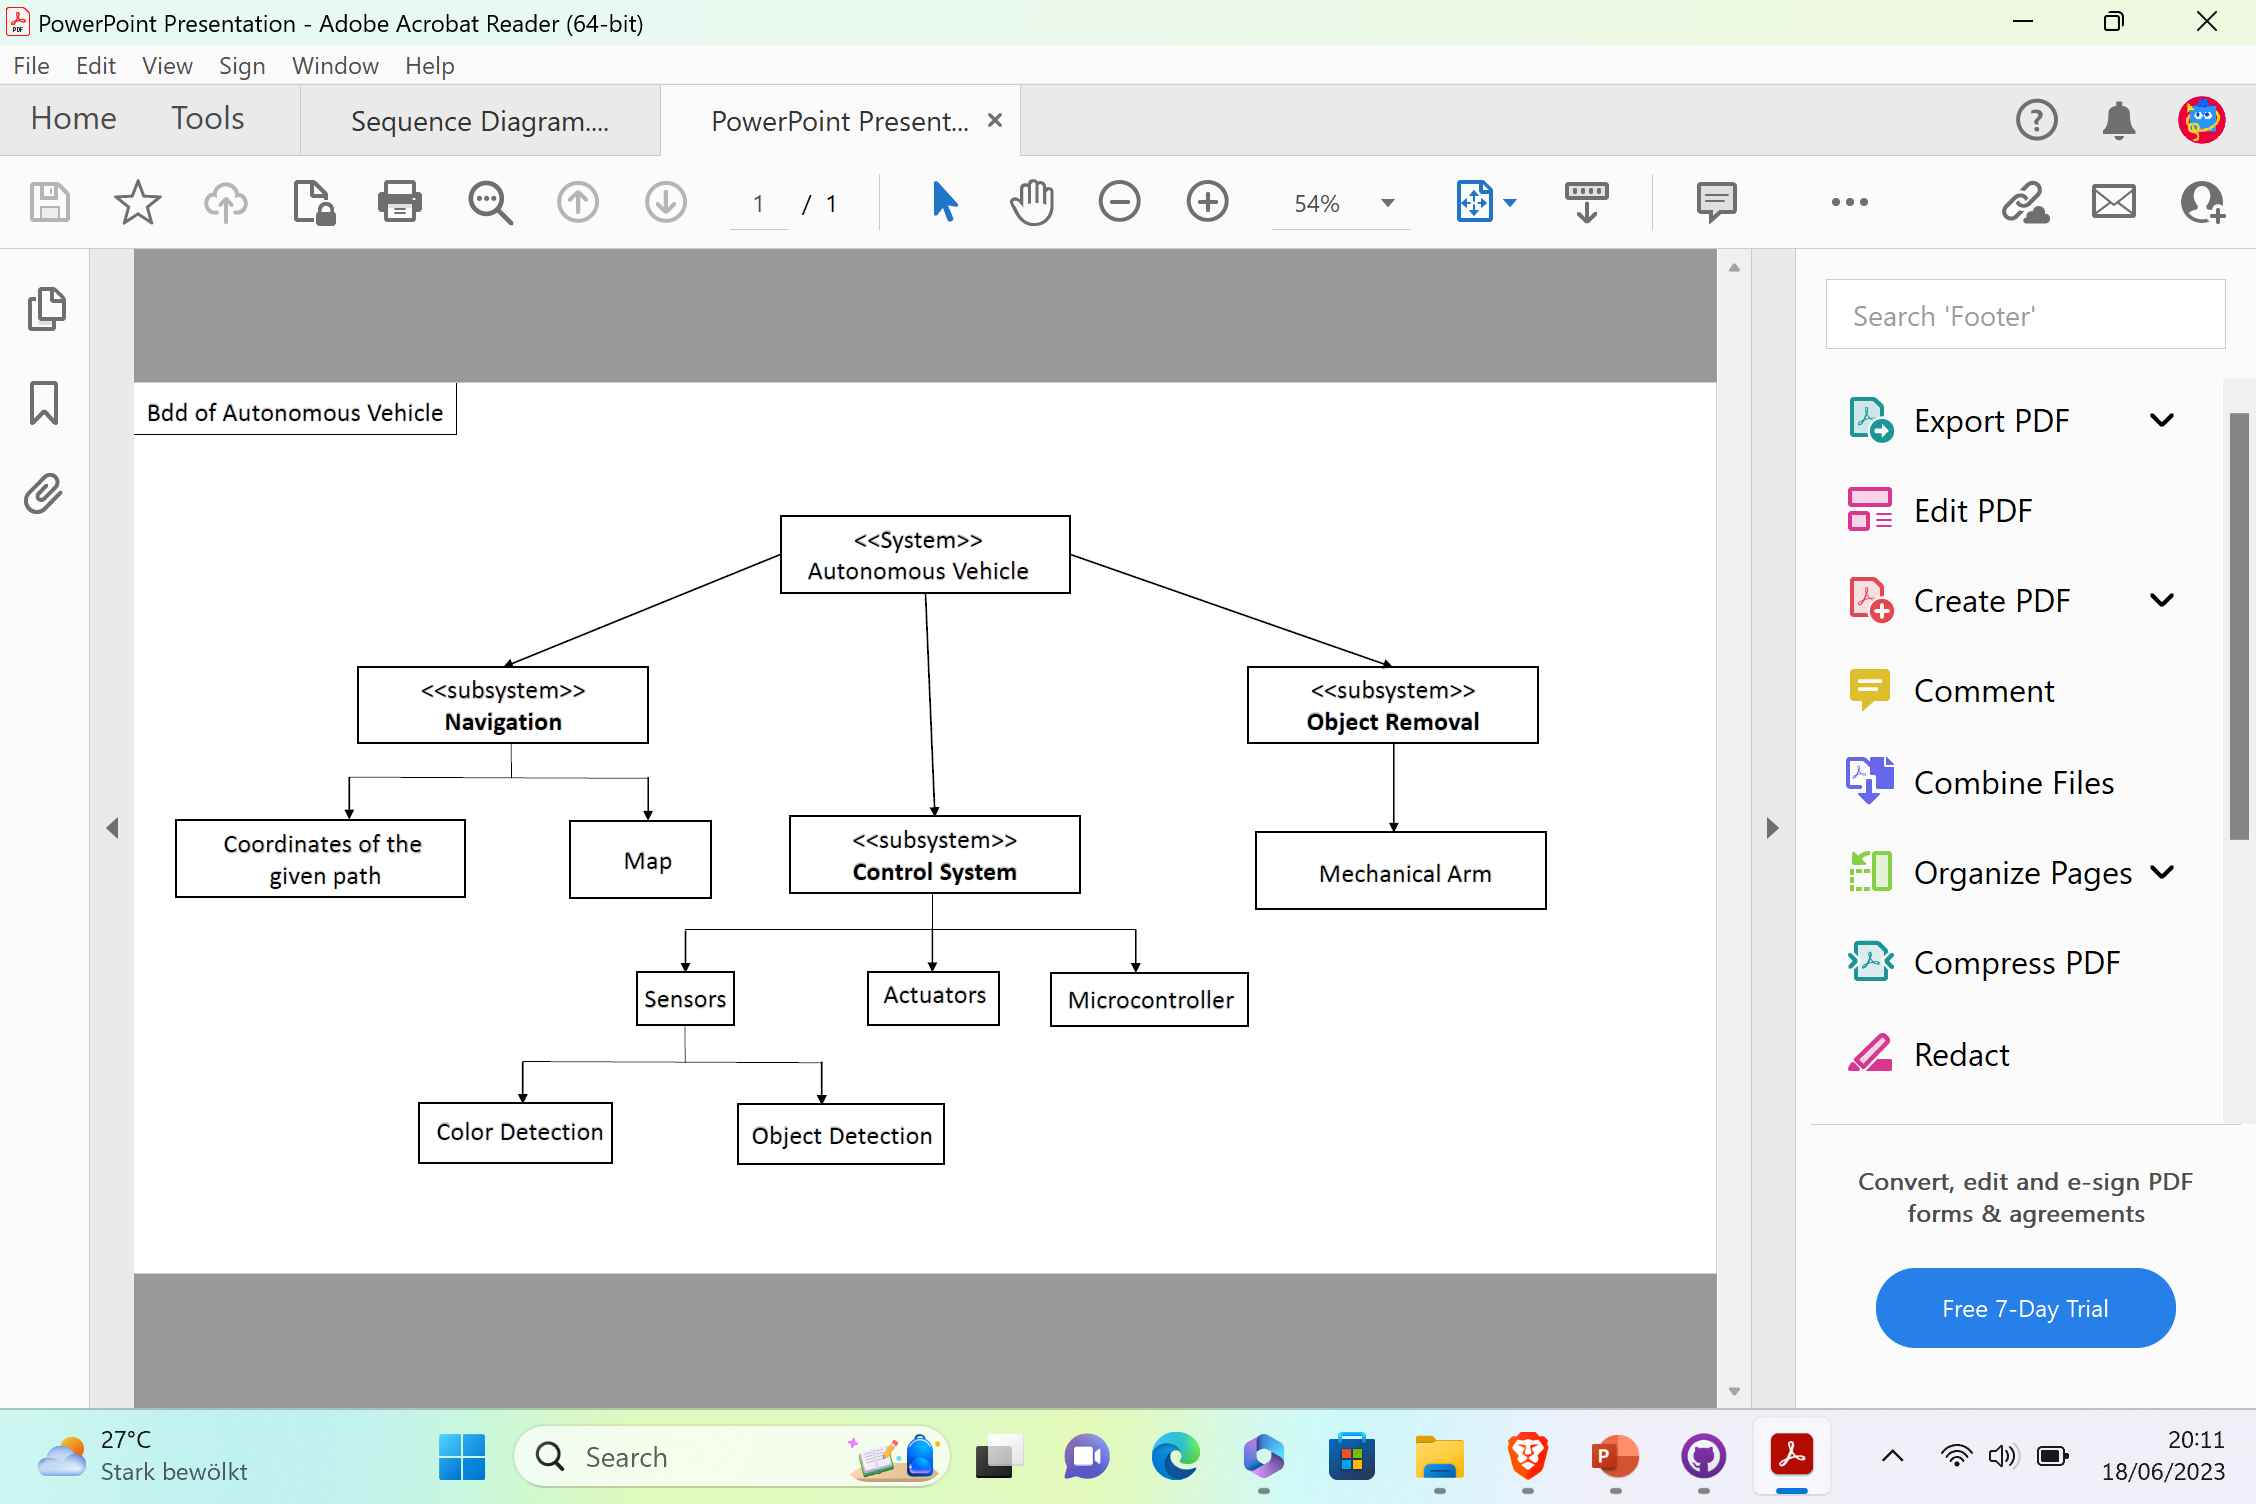 PowerPoint Presentation - Adobe Acrobat Reader (64-bit)
File Edit View Sign Window Help
Home Tools Sequence Diagram.... PowerPoint Present...
1 / 1 54%
Search 'Footer'
Bdd of Autonomous Vehicle
<<System>>
Autonomous Vehicle
<<subsystem>>
Navigation
<<subsystem>>
Object Removal
Coordinates of the
given path
Map
<<subsystem>>
Control System
Mechanical Arm
Sensors
Actuators
Microcontroller
Color Detection
Object Detection
Export PDF
Edit PDF
Create PDF
Comment
Combine Files
Organize Pages
Compress PDF
Redact
Convert, edit and e-sign PDF
forms & agreements
Free 7-Day Trial
27°C
Stark bewölkt
Search
20:11
18/06/2023